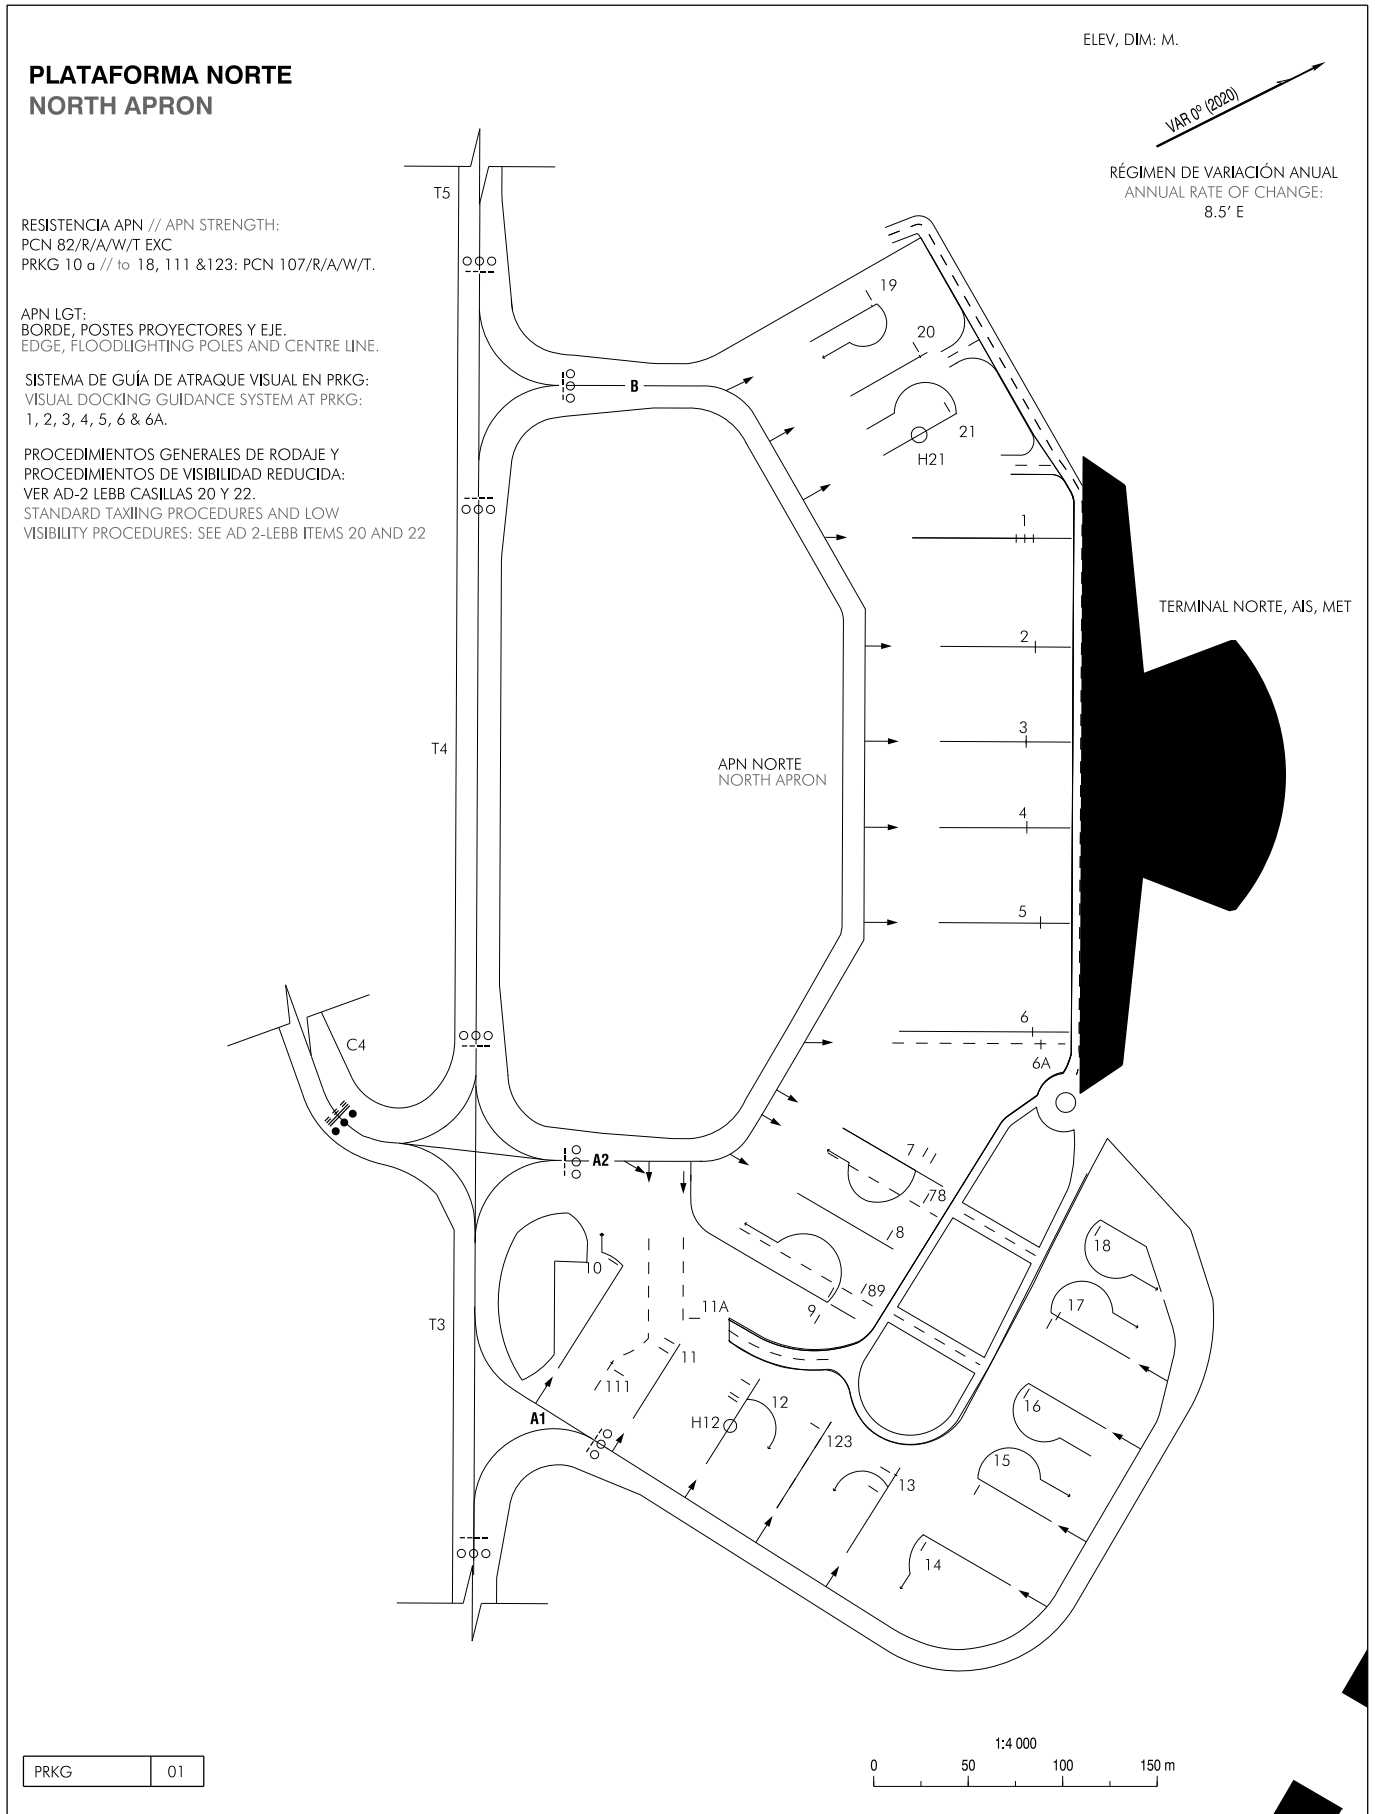 ELEV, DIM: M.
PLATAFORMA NORTE
NORTH APRON
VAR 0º (2020)
RÉGIMEN DE VARIACIÓN ANUAL
ANNUAL RATE OF CHANGE:
8.5’ E
T5
RESISTENCIA APN // APN STRENGTH:
PCN 82/R/A/W/T EXC
PRKG 10 a // to 18, 111 &123: PCN 107/R/A/W/T.
APN LGT:
BORDE, POSTES PROYECTORES Y EJE.
EDGE, FLOODLIGHTING POLES AND CENTRE LINE.
SISTEMA DE GUÍA DE ATRAQUE VISUAL EN PRKG:
VISUAL DOCKING GUIDANCE SYSTEM AT PRKG:
1, 2, 3, 4, 5, 6 & 6A.
PROCEDIMIENTOS GENERALES DE RODAJE Y
PROCEDIMIENTOS DE VISIBILIDAD REDUCIDA:
VER AD-2 LEBB CASILLAS 20 Y 22.
STANDARD TAXIING PROCEDURES AND LOW
VISIBILITY PROCEDURES: SEE AD 2-LEBB ITEMS 20 AND 22
19
20
B
21
H21
1
TERMINAL NORTE, AIS, MET
2
3
T4
APN NORTE
NORTH APRON
4
5
6
6A
C4
7
A2
78
8
18
10
89
17
11A
9
T3
11
111
12
16
A1
H12
123
15
13
14
1:4 000
0 50 100 150 m
PRKG 01